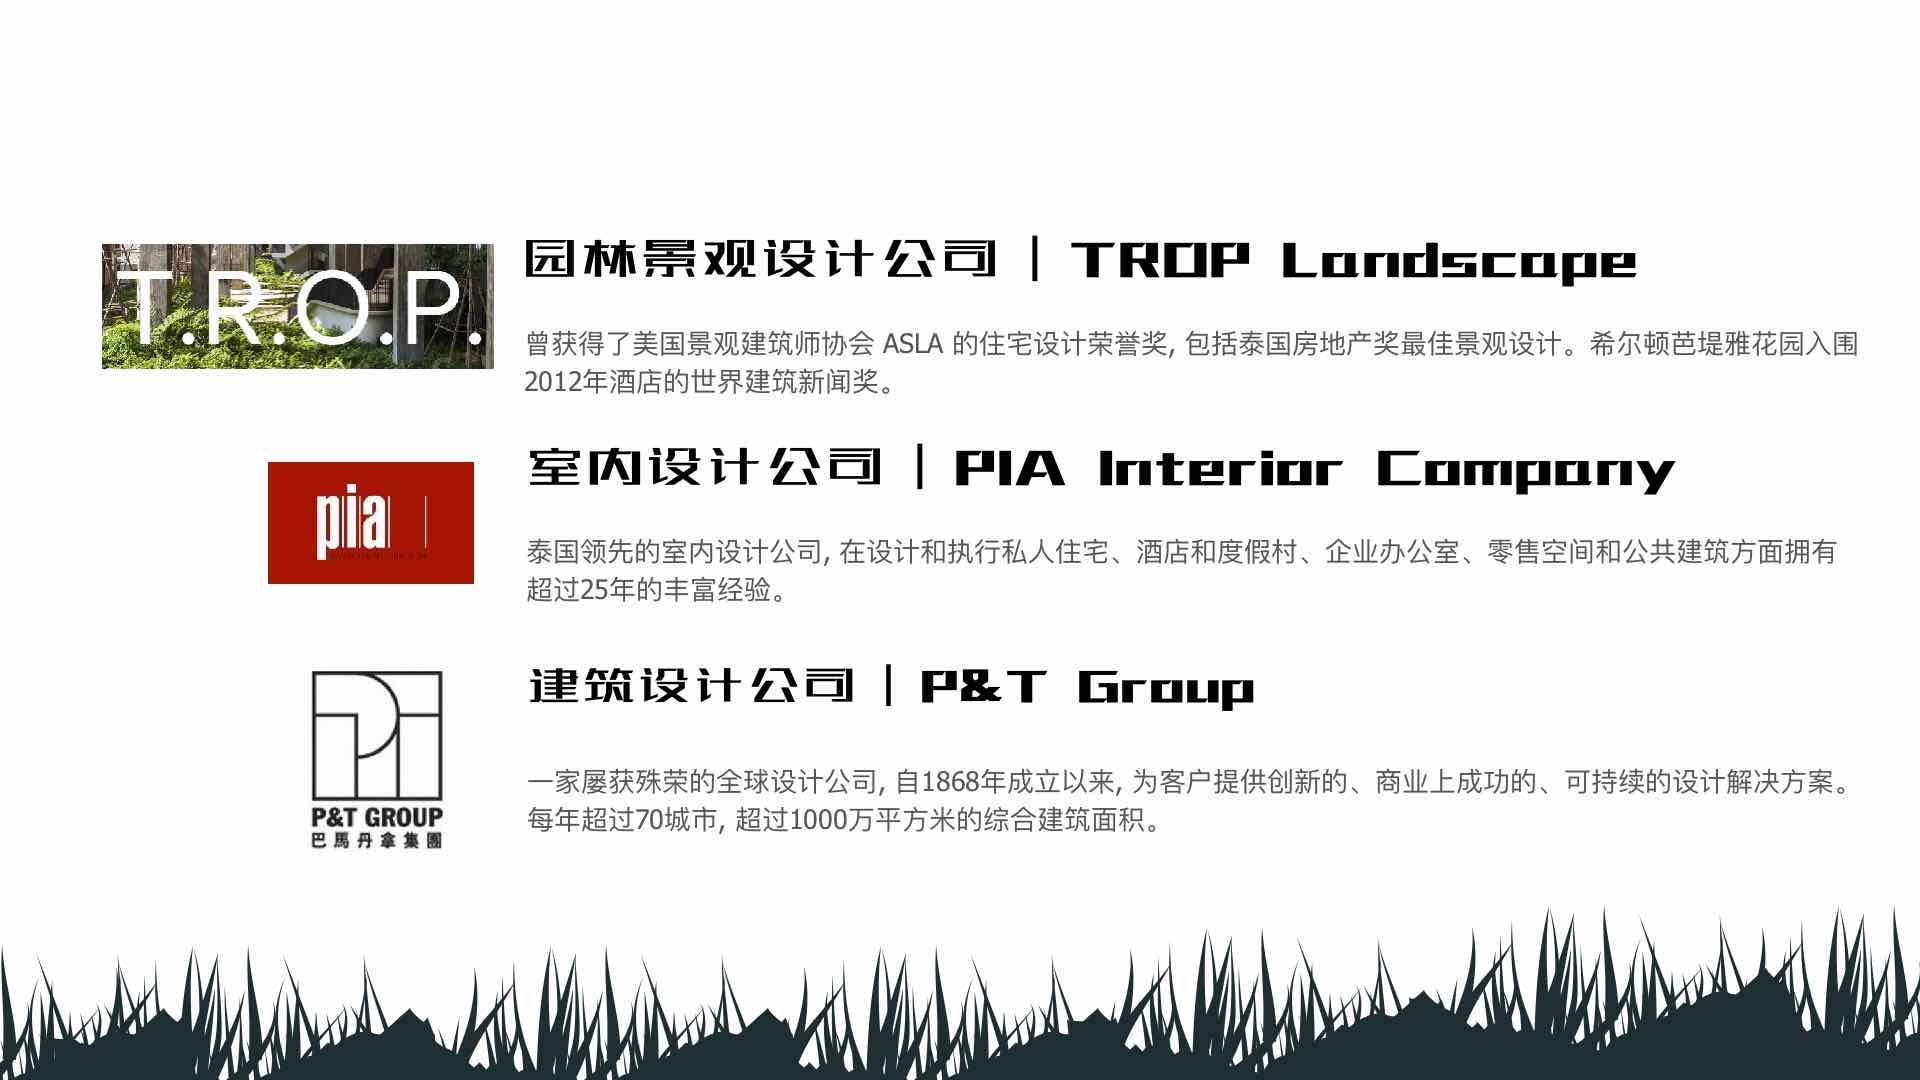 T.R.O.P.
园林景观设计公司 | TROP Landscape
曾获得了美国景观建筑师协会 ASLA 的住宅设计荣誉奖, 包括泰国房地产奖最佳景观设计。希尔顿芭堤雅花园入围
2012年酒店的世界建筑新闻奖。
pia
室内设计公司 | PIA Interior Company
泰国领先的室内设计公司, 在设计和执行私人住宅、酒店和度假村、企业办公室、零售空间和公共建筑方面拥有
超过25年的丰富经验。
P&T GROUP
巴馬丹拿集團
建筑设计公司 | P&T Group
一家屡获殊荣的全球设计公司, 自1868年成立以来, 为客户提供创新的、商业上成功的、可持续的设计解决方案。
每年超过70城市, 超过1000万平方米的综合建筑面积。